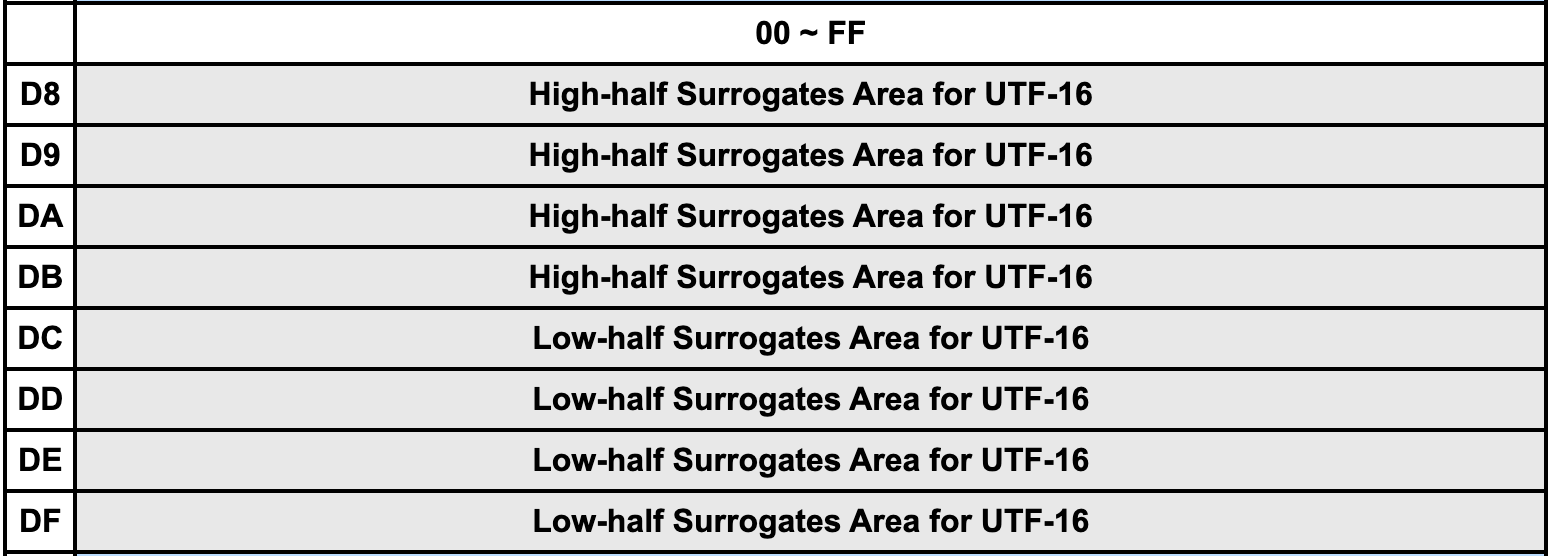 00 ~ FF
D8 High-half Surrogates Area for UTF-16
D9 High-half Surrogates Area for UTF-16
DA High-half Surrogates Area for UTF-16
DB High-half Surrogates Area for UTF-16
DC Low-half Surrogates Area for UTF-16
DD Low-half Surrogates Area for UTF-16
DE Low-half Surrogates Area for UTF-16
DF Low-half Surrogates Area for UTF-16